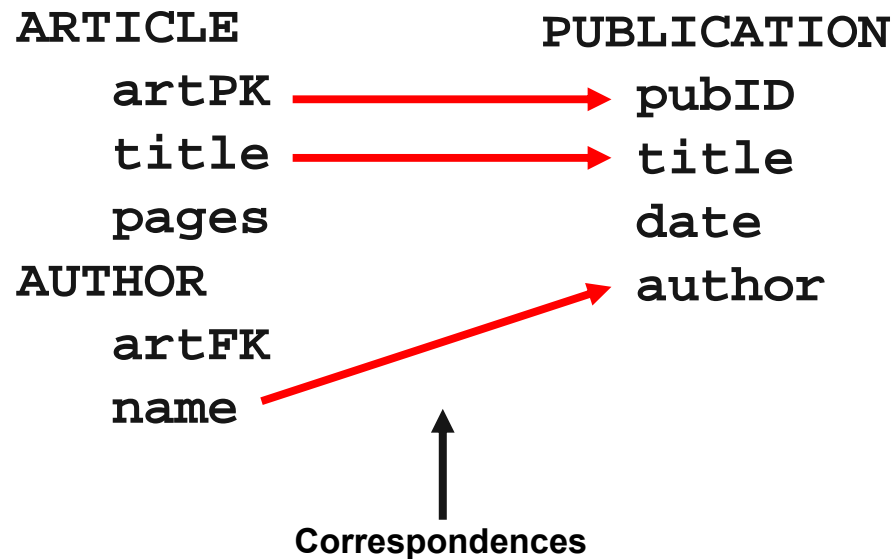 ARTICLE
artPK
title
pages
AUTHOR
artFK
name
PUBLICATION
pubID
title
date
author
Correspondences